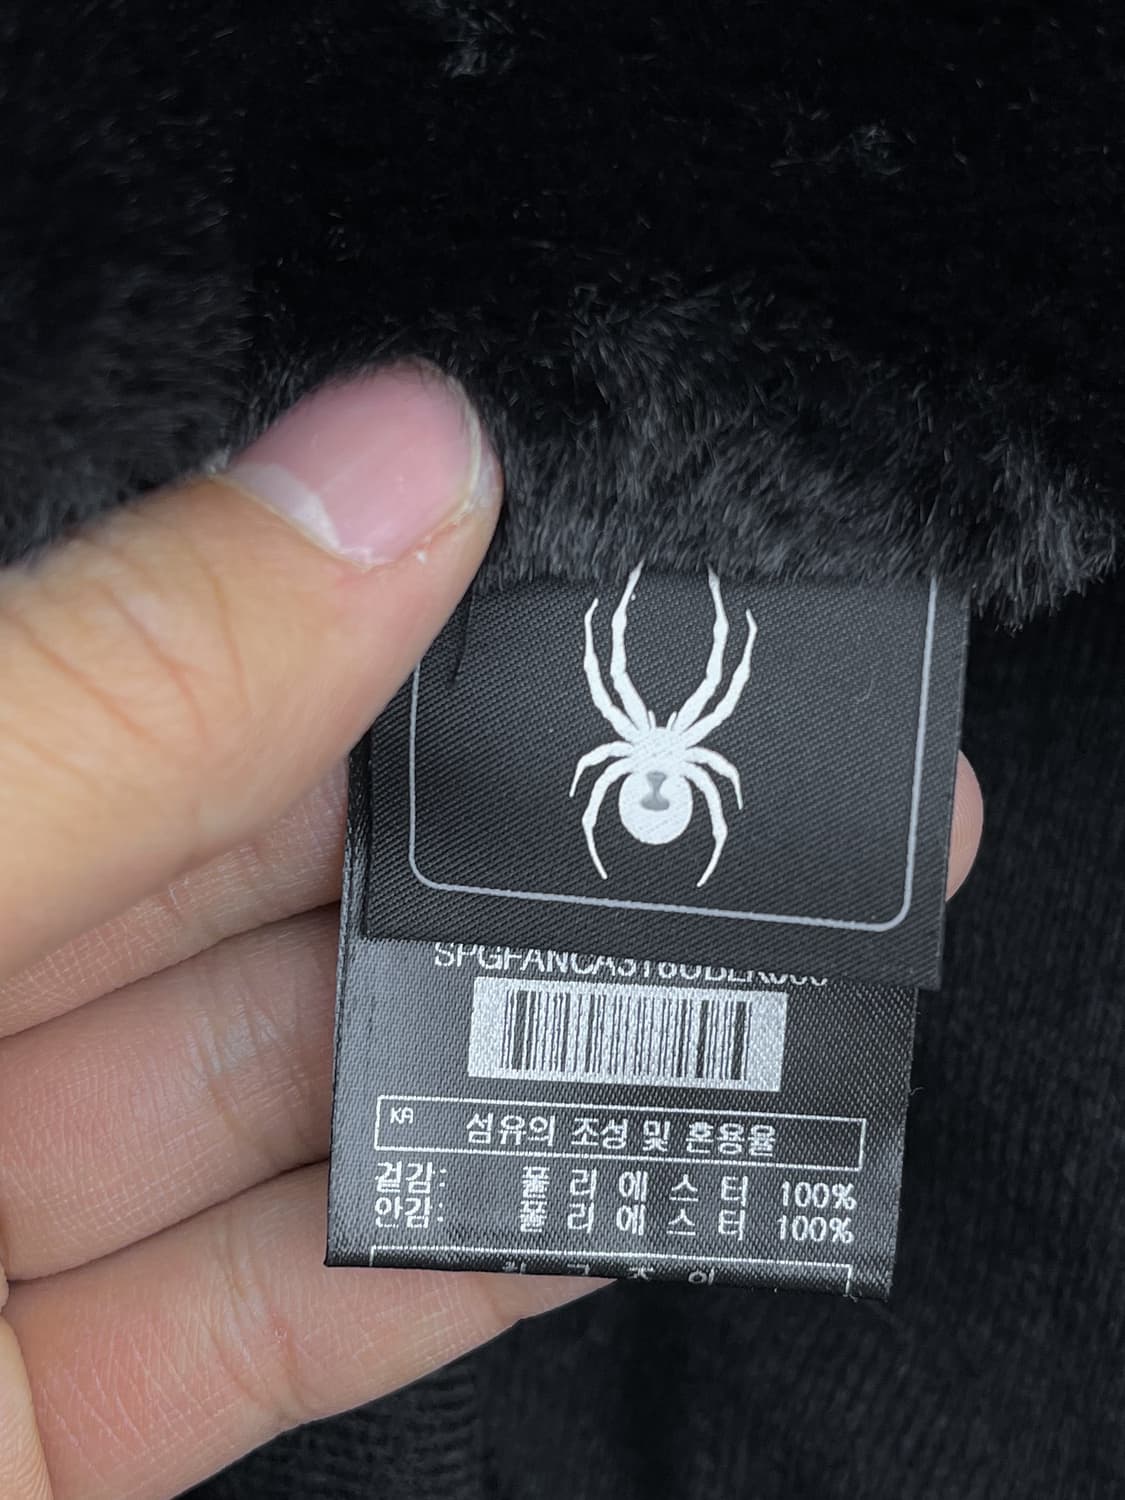 KA
섬유의 조성 및 혼용율
겉감: 폴리에스터 100%
안감: 폴리에스터 100%